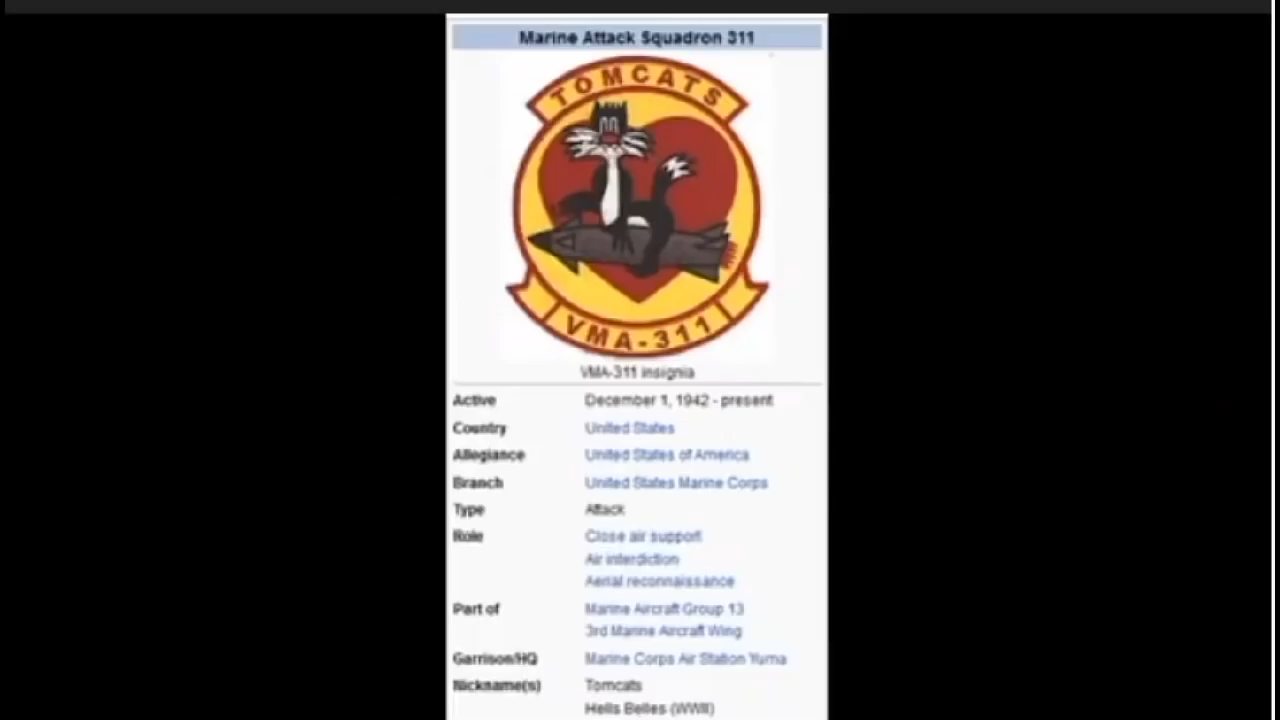 Marine Attack Squadron 311
TOMCATS
VMA-311
VMA-311 insignia
Active December 1, 1942 - present
Country United States
Allegiance United States of America
Branch United States Marine Corps
Type Attack
Role Close air support
Air interdiction
Aerial reconnaissance
Part of Marine Aircraft Group 13
3rd Marine Aircraft Wing
Garrison/HQ Marine Corps Air Station Yuma
Nickname(s) Tomcats
Hells Belles (WWII)